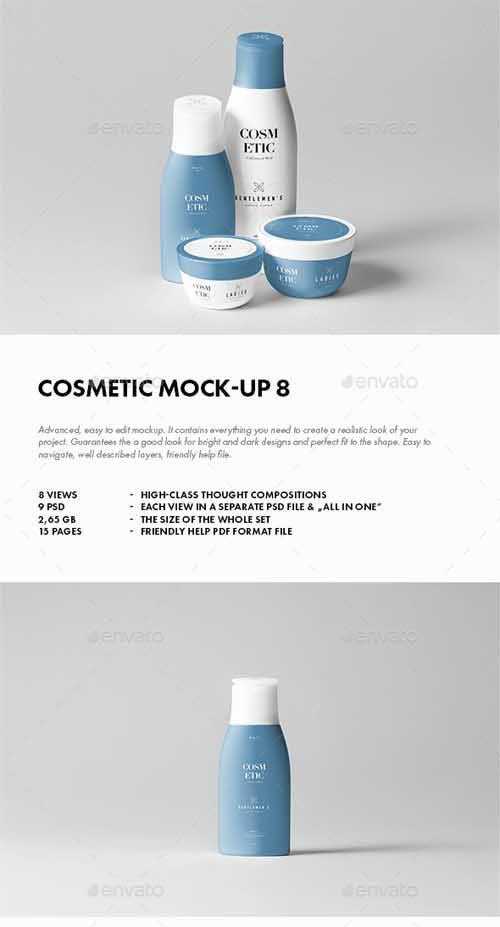 envato
envato
COSM
ETIC
GENTLEMEN'S
COSM
ETIC
COSM
ETIC
COSM
ETIC
LADIES
COSM
ETIC
LADIES
COSMETIC MOCK-UP 8
envato
envato
Advanced, easy to edit mockup. It contains everything you need to create a realistic look of your
project. Guarantees the a good look for bright and dark designs and perfect fit to the shape. Easy to
navigate, well described layers, friendly help file.
8 VIEWS - HIGH-CLASS THOUGHT COMPOSITIONS
9 PSD - EACH VIEW IN A SEPARATE PSD FILE & „ALL IN ONE”
2,65 GB - THE SIZE OF THE WHOLE SET
15 PAGES - FRIENDLY HELP PDF FORMAT FILE
envato
envato
COSM
ETIC
GENTLEMEN'S
envato
envato